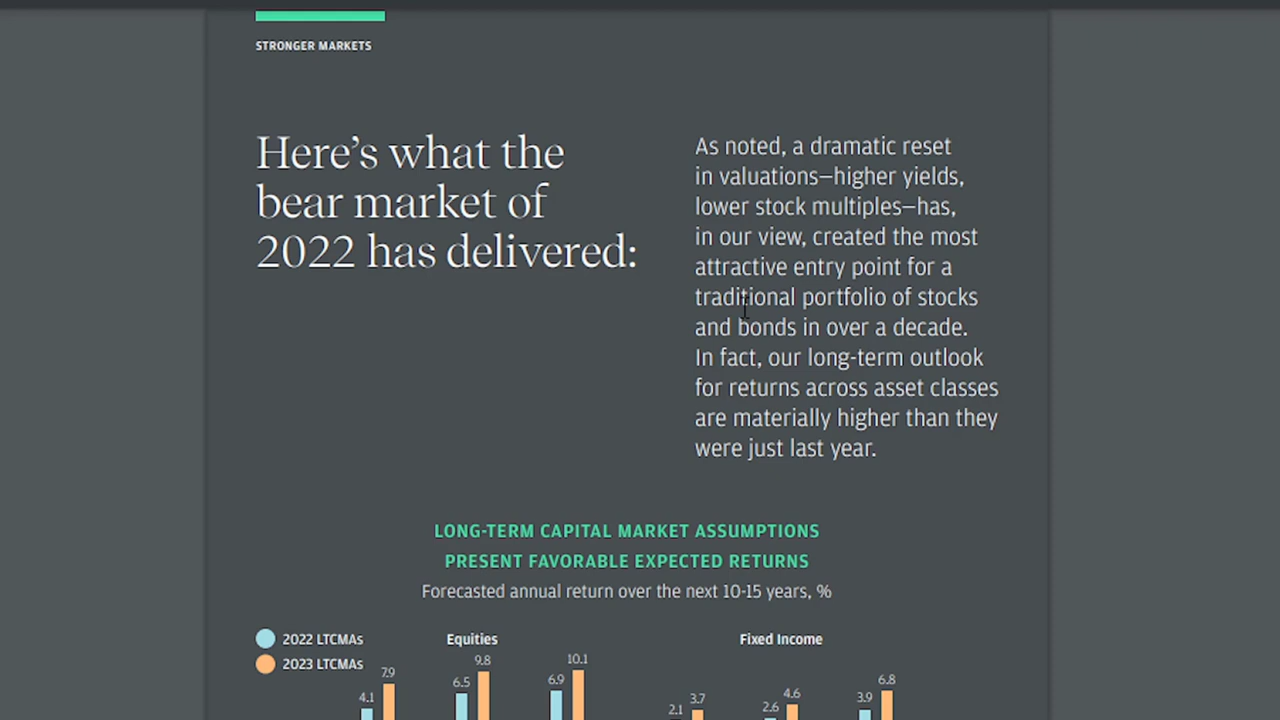 STRONGER MARKETS
Here's what the
bear market of
2022 has delivered:
As noted, a dramatic reset
in valuations—higher yields,
lower stock multiples—has,
in our view, created the most
attractive entry point for a
traditional portfolio of stocks
and bonds in over a decade.
In fact, our long-term outlook
for returns across asset classes
are materially higher than they
were just last year.
LONG-TERM CAPITAL MARKET ASSUMPTIONS
PRESENT FAVORABLE EXPECTED RETURNS
Forecasted annual return over the next 10-15 years, %
2022 LTCMAs
2023 LTCMAs
Equities
4.1 7.9 6.5 9.8 6.9 10.1
Fixed Income
2.1 3.7 2.6 4.6 3.9 6.8